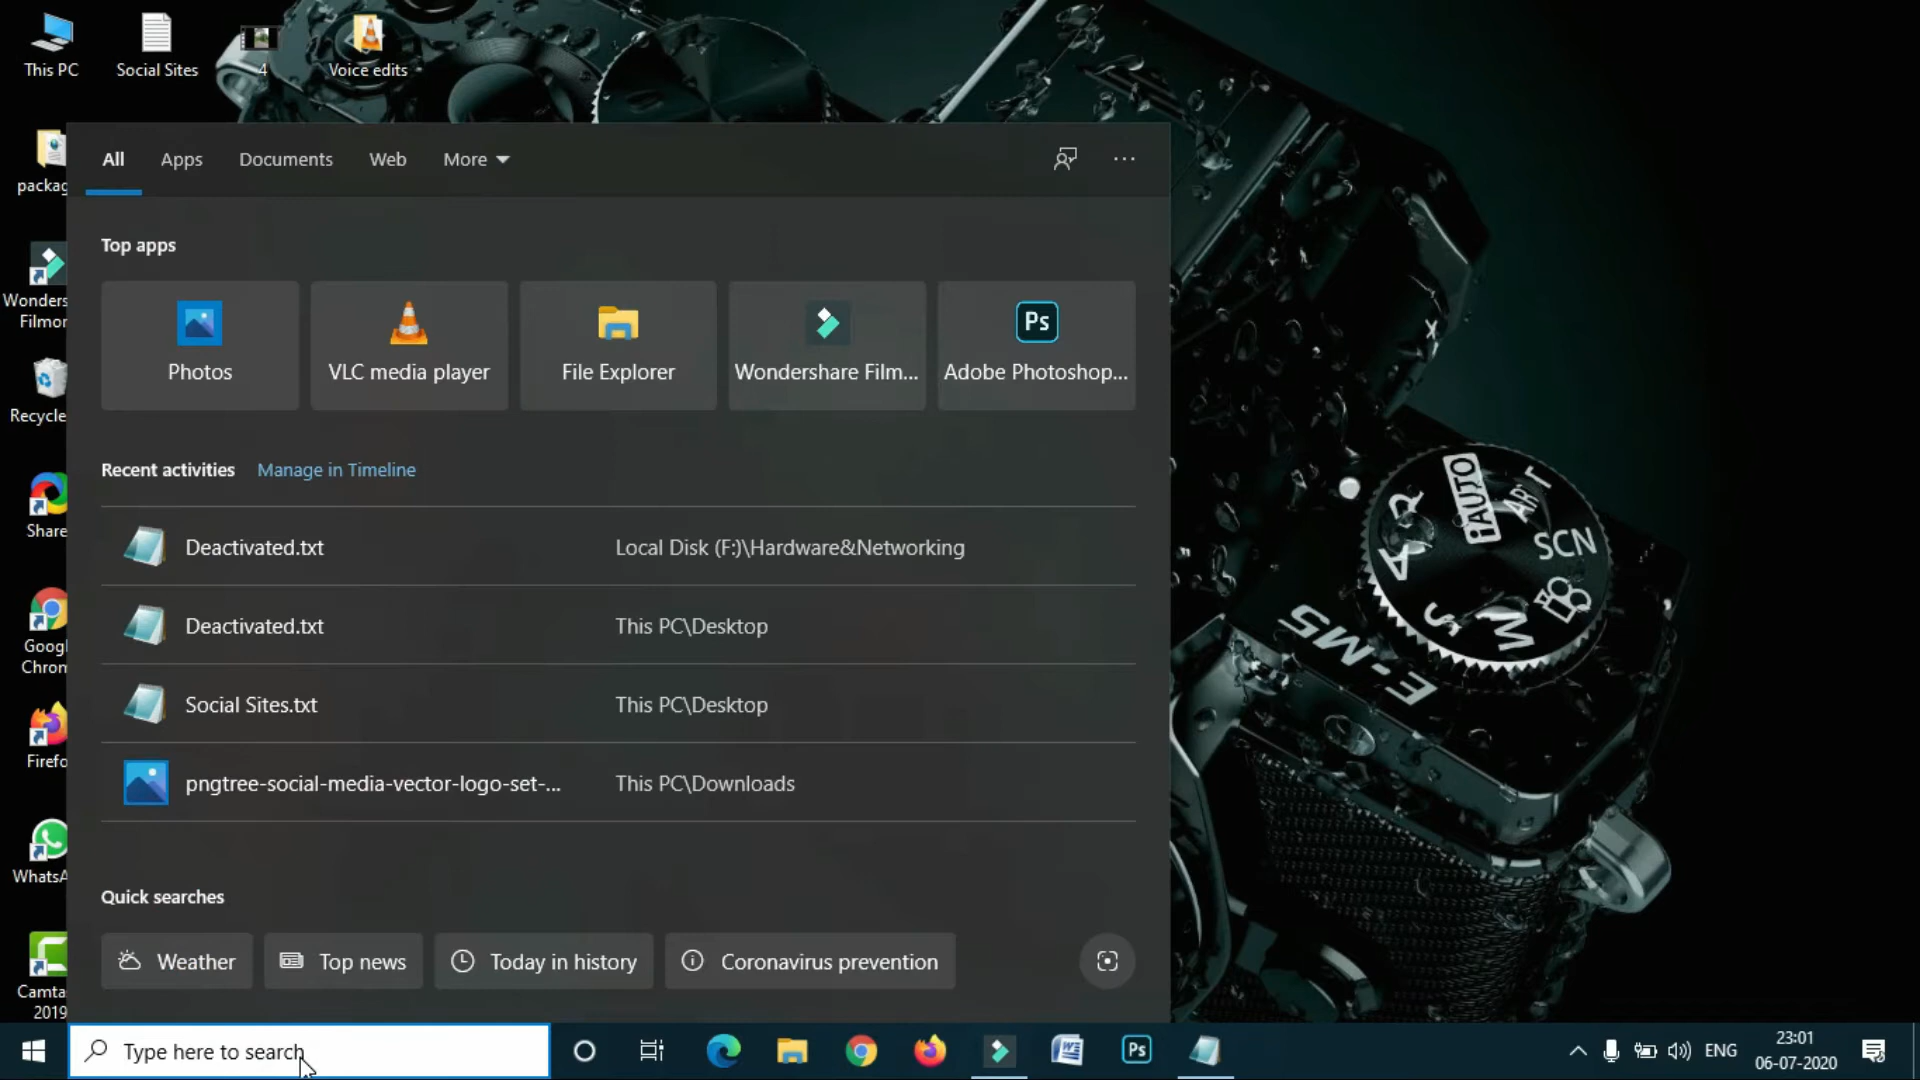 This PC
Social Sites
4
Voice edits
packag
All
Apps
Documents
Web
More
Top apps
Photos
VLC media player
File Explorer
Wondershare Film...
Adobe Photoshop...
Ps
Wonders
Filmor
Recycle
Recent activities
Manage in Timeline
Deactivated.txt
Local Disk (F:)\Hardware&Networking
Deactivated.txt
This PC\Desktop
Social Sites.txt
This PC\Desktop
pngtree-social-media-vector-logo-set-...
This PC\Downloads
Share
Googl
Chrom
Firefo
WhatsA
Camta
2019
Quick searches
Weather
Top news
Today in history
Coronavirus prevention
iAUTO
ART
SCN
R
A
S
M
E-M5
Type here to search
Ps
ENG
23:01
06-07-2020